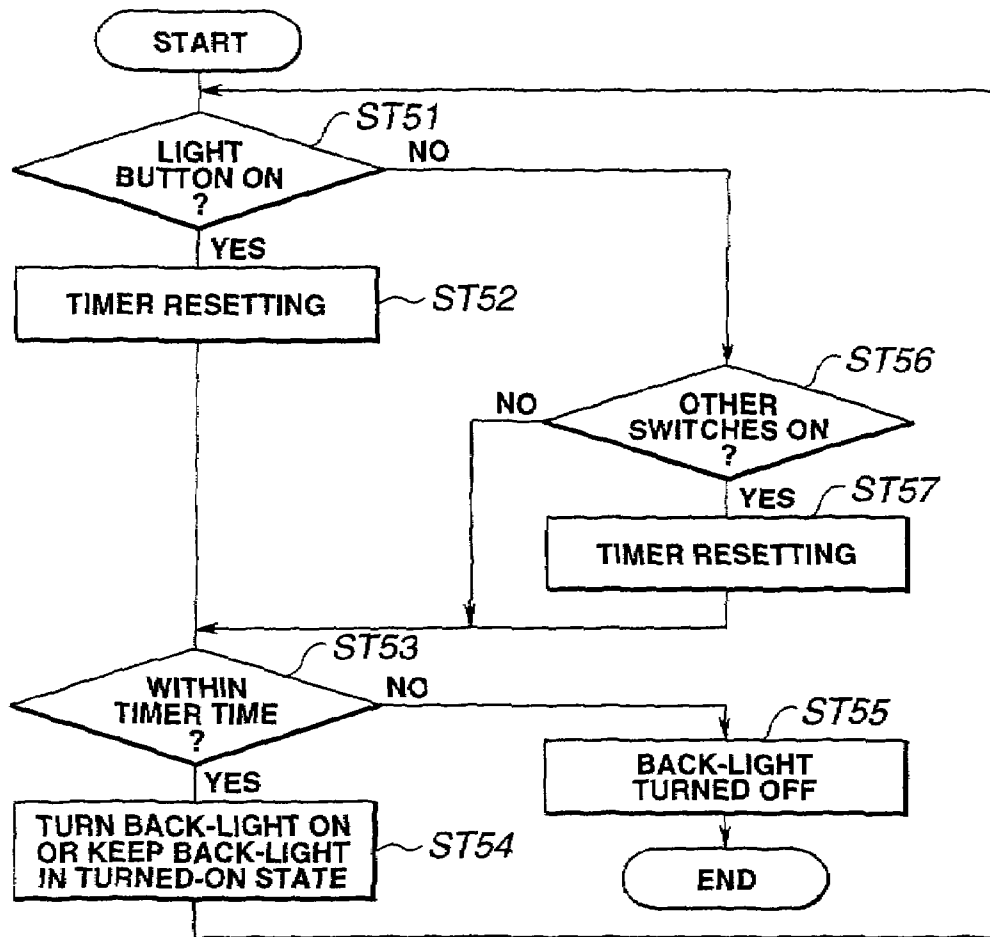 START
ST51
LIGHT
BUTTON ON
?
NO
YES
TIMER RESETTING
ST52
ST56
NO
OTHER
SWITCHES ON
?
YES
ST57
TIMER RESETTING
ST53
WITHIN
TIMER TIME
?
NO
YES
ST55
BACK-LIGHT
TURNED OFF
TURN BACK-LIGHT ON
OR KEEP BACK-LIGHT
IN TURNED-ON STATE
ST54
END